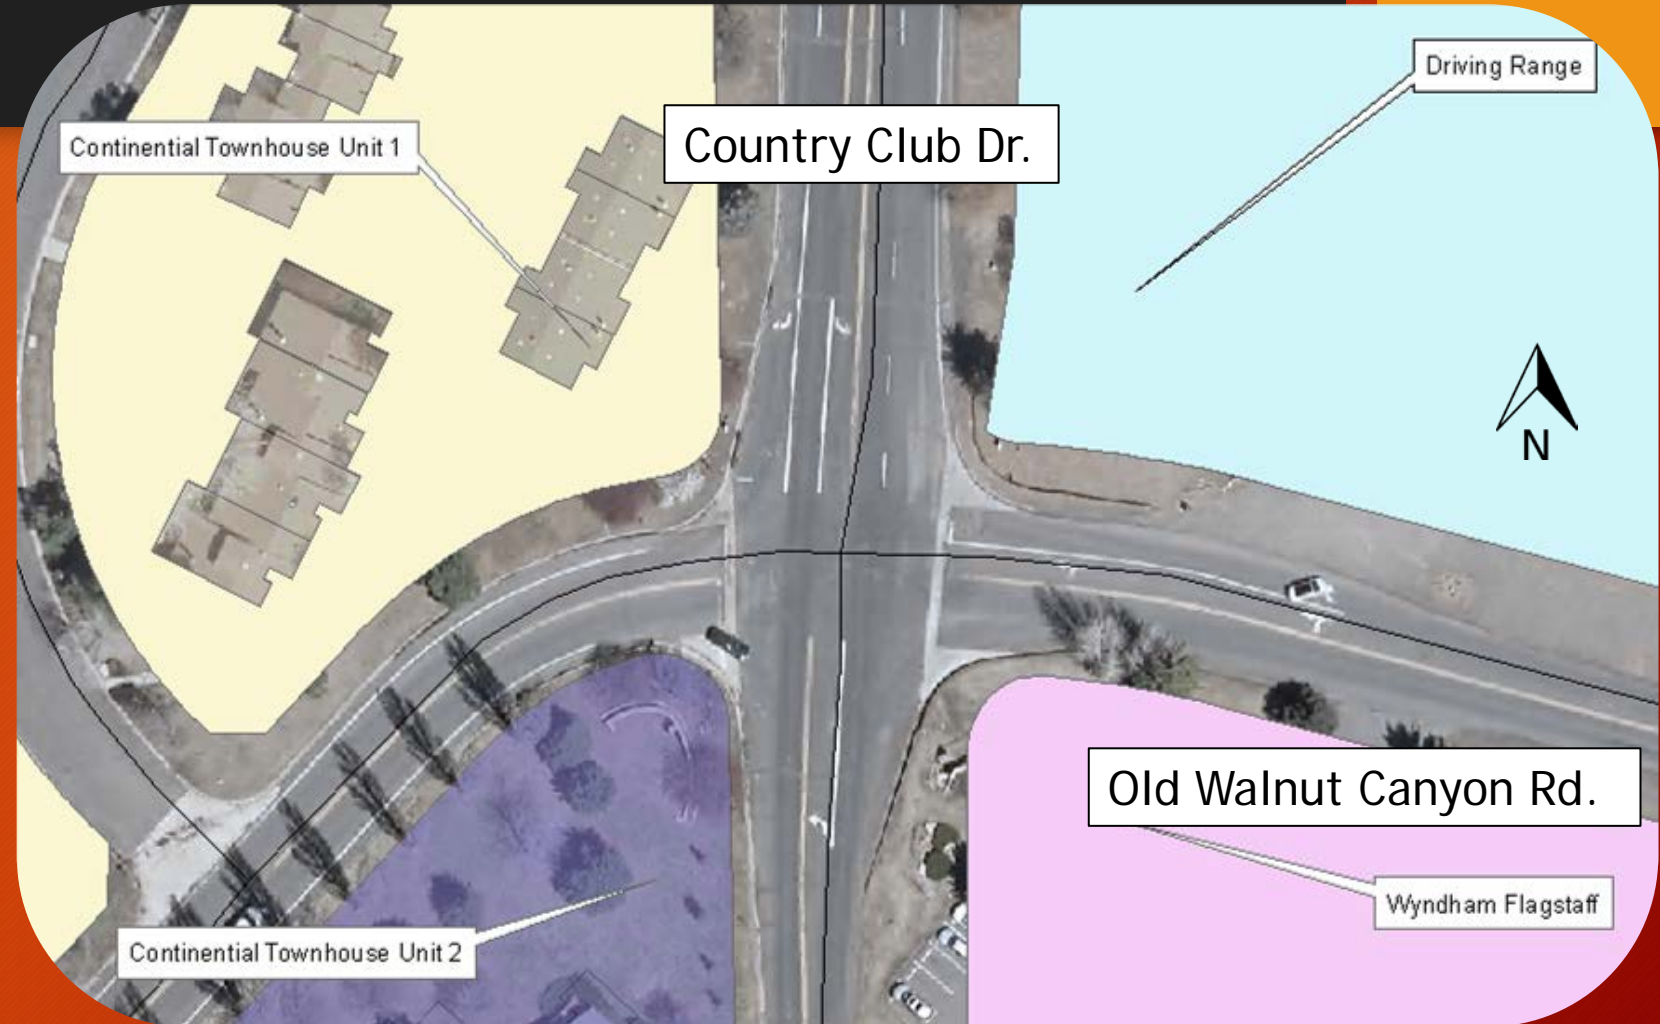 Driving Range
Continential Townhouse Unit 1
Country Club Dr.
N
Old Walnut Canyon Rd.
Wyndham Flagstaff
Continential Townhouse Unit 2